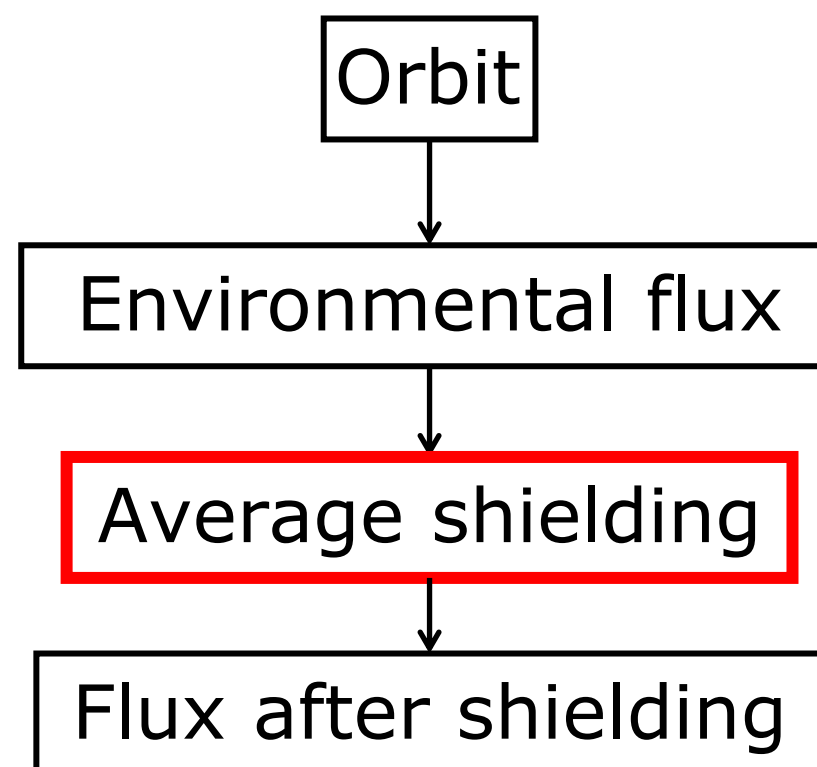 Orbit
Environmental flux
Average shielding
Flux after shielding